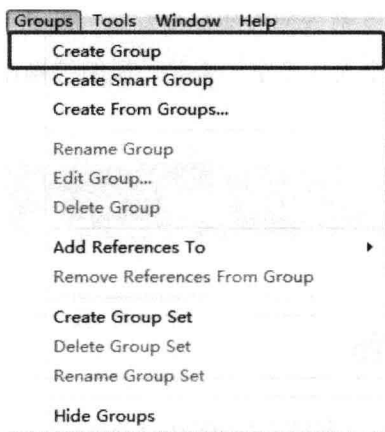 Groups Tools Window Help
Create Group
Create Smart Group
Create From Groups...
Rename Group
Edit Group...
Delete Group
Add References To
Remove References From Group
Create Group Set
Delete Group Set
Rename Group Set
Hide Groups